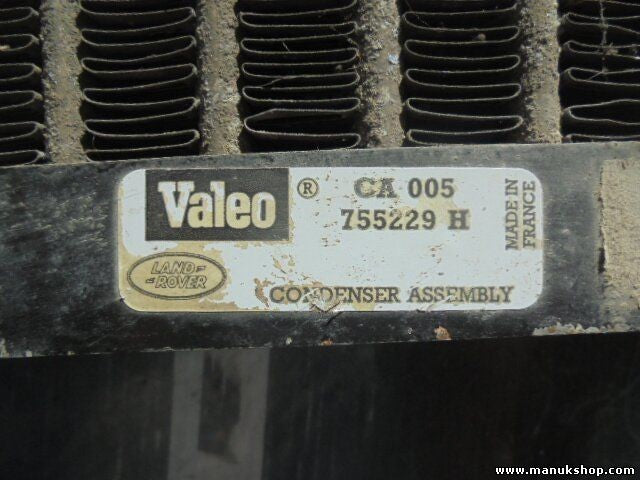 Valeo ® CA 005
755229 H
MADE IN
FRANCE
LAND-
-ROVER
CONDENSER ASSEMBLY
www.manukshop.com